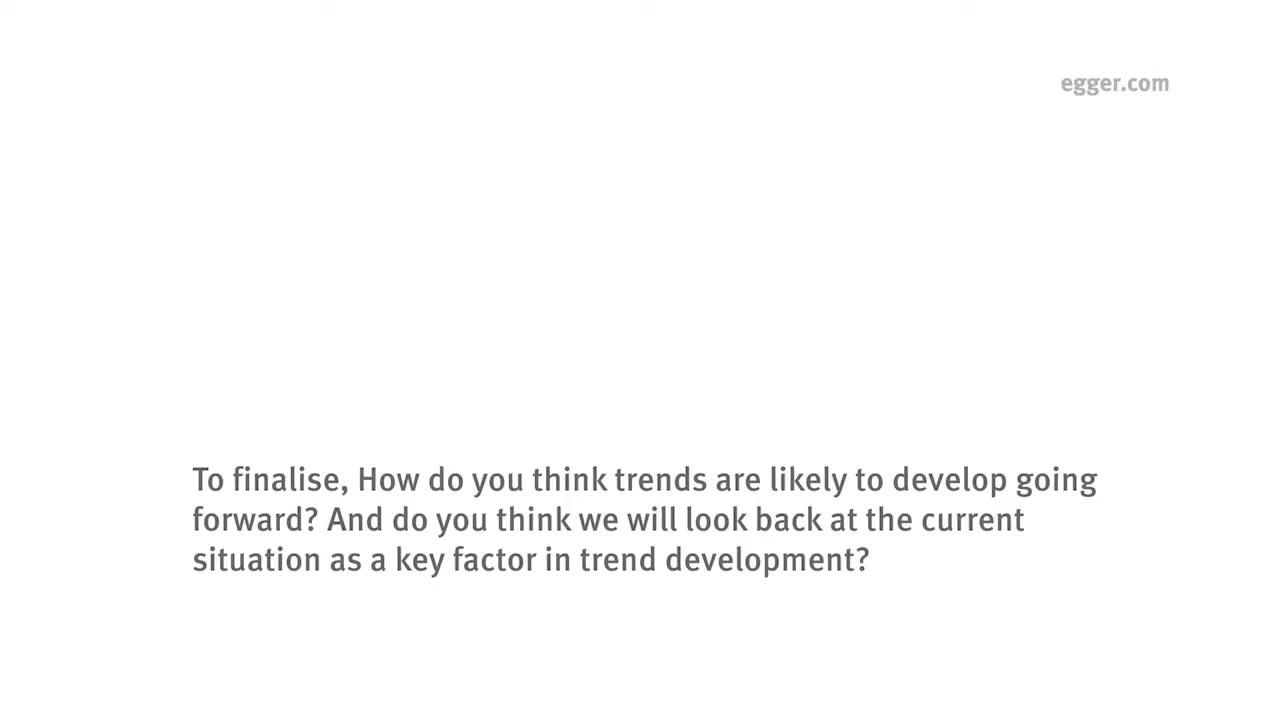 egger.com
To finalise, How do you think trends are likely to develop going
forward? And do you think we will look back at the current
situation as a key factor in trend development?